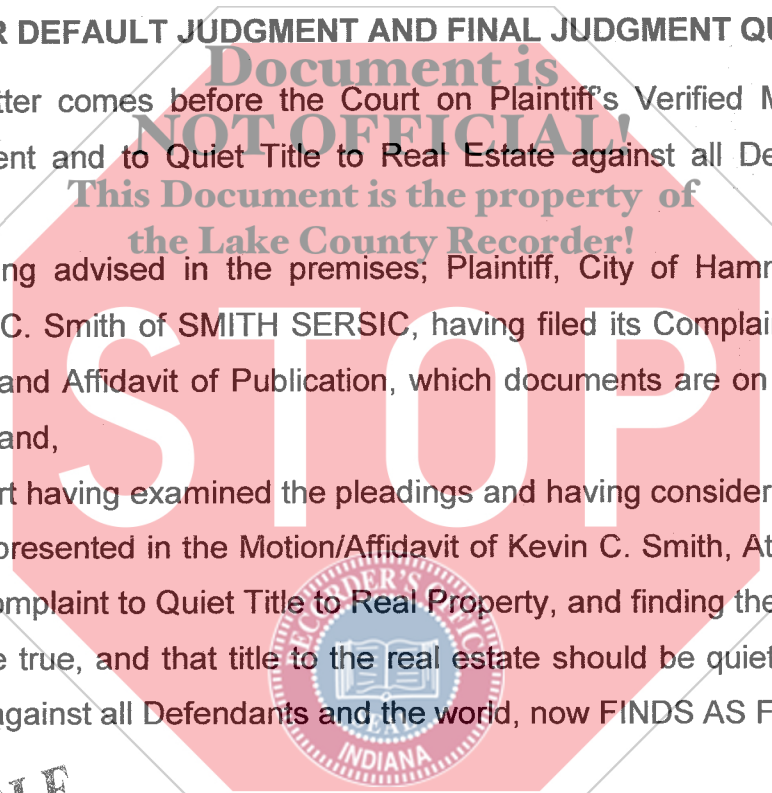 R DEFAULT JUDGMENT AND FINAL JUDGMENT QU
Document is
tter comes before the Court on Plaintiff's Verified M
NOT OFFICIAL!
ent and to Quiet Title to Real Estate against all De
This Document is the property of
the Lake County Recorder!
ng advised in the premises; Plaintiff, City of Hamm
C. Smith of SMITH SERSIC, having filed its Complai
STOP
and Affidavit of Publication, which documents are on
and,
rt having examined the pleadings and having consider
presented in the Motion/Affidavit of Kevin C. Smith, At
omplaint to Quiet Title to Real Property, and finding the
e true, and that title to the real estate should be quiet
against all Defendants and the world, now FINDS AS F
RECORDER'S OFFICE
SEAL
INDIANA